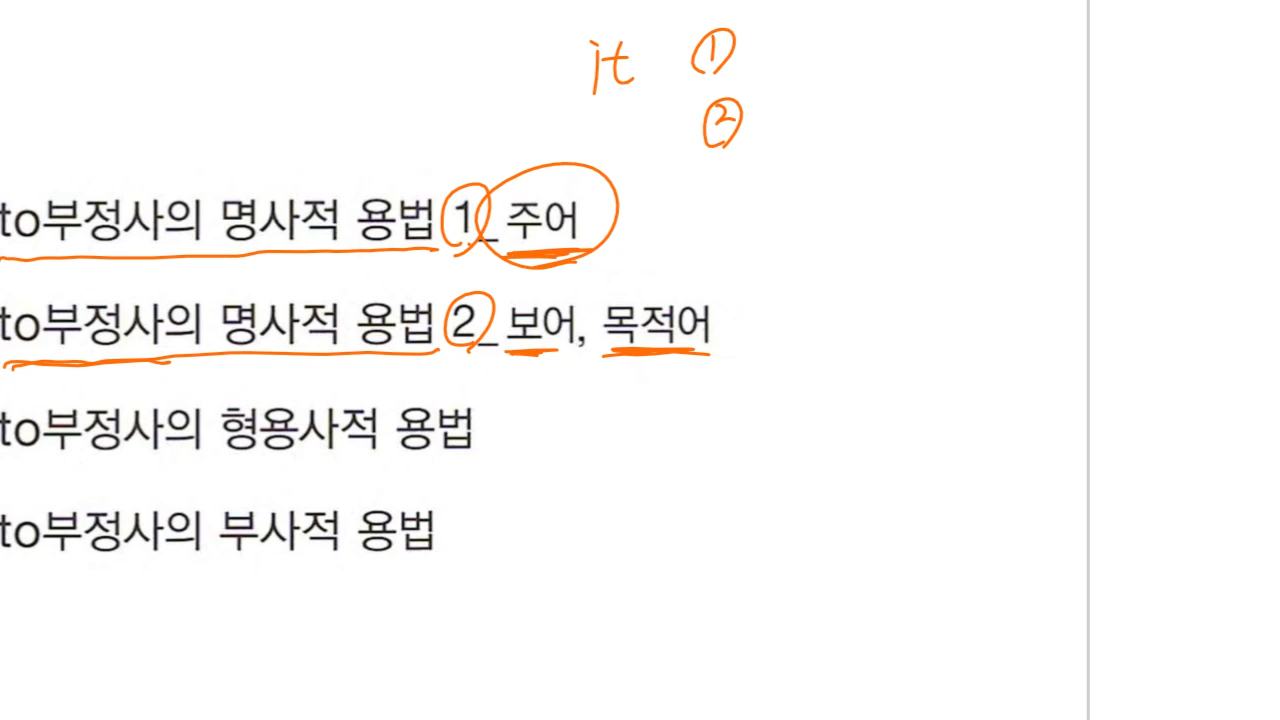 it ①
②
to부정사의 명사적 용법 1_주어
to부정사의 명사적 용법 2_보어, 목적어
to부정사의 형용사적 용법
to부정사의 부사적 용법